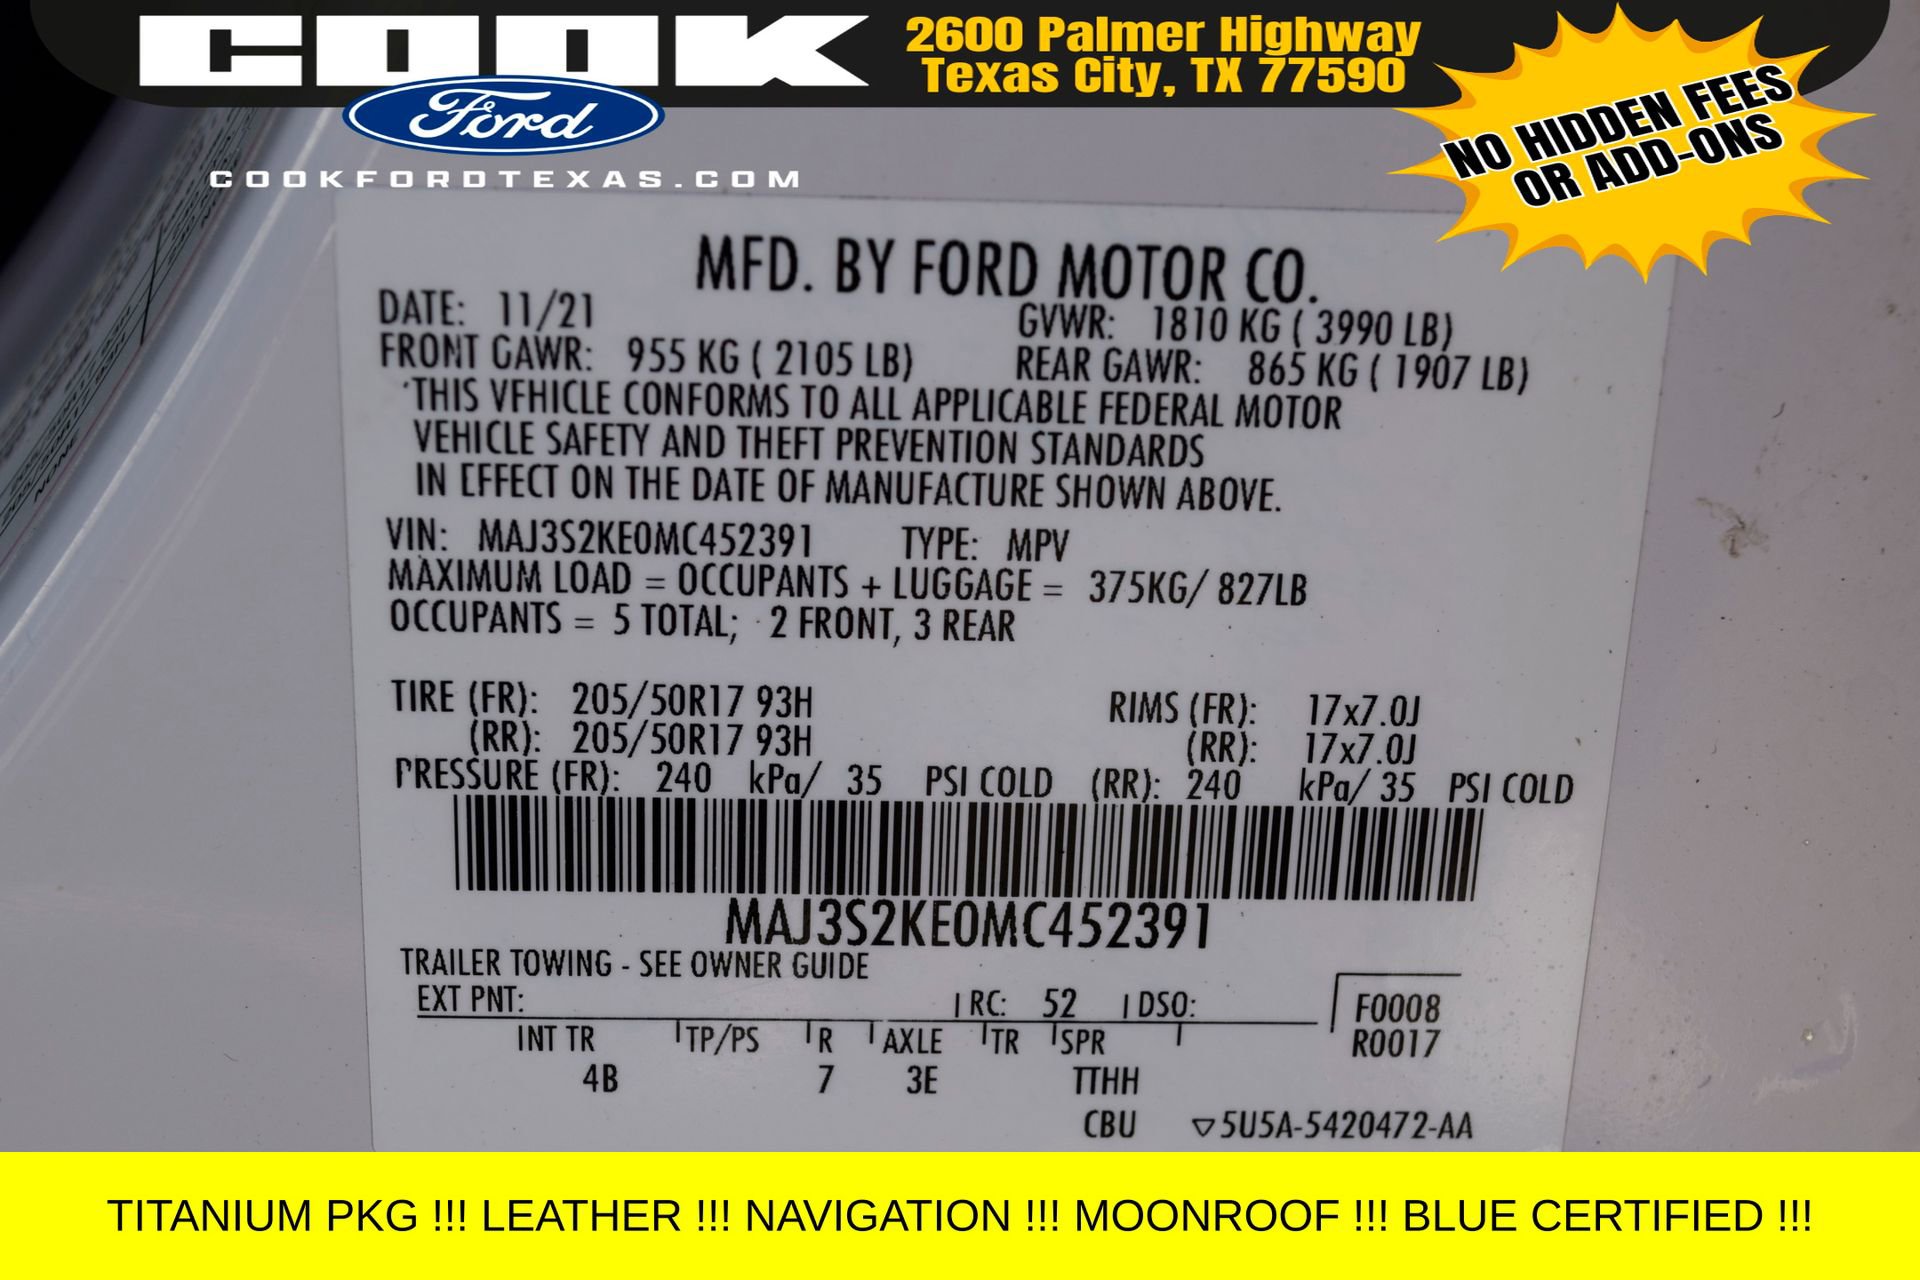 COOK
2600 Palmer Highway
Texas City, TX 77590
Ford
COOKFORDTEXAS.COM
NO HIDDEN FEES
OR ADD-ONS
MFD. BY FORD MOTOR CO.
DATE: 11/21 GVWR: 1810 KG ( 3990 LB)
FRONT GAWR: 955 KG ( 2105 LB) REAR GAWR: 865 KG ( 1907 LB)
THIS VEHICLE CONFORMS TO ALL APPLICABLE FEDERAL MOTOR
VEHICLE SAFETY AND THEFT PREVENTION STANDARDS
IN EFFECT ON THE DATE OF MANUFACTURE SHOWN ABOVE.
VIN: MAJ3S2KE0MC452391 TYPE: MPV
MAXIMUM LOAD = OCCUPANTS + LUGGAGE = 375KG/ 827LB
OCCUPANTS = 5 TOTAL; 2 FRONT, 3 REAR
TIRE (FR): 205/50R17 93H RIMS (FR): 17x7.0J
(RR): 205/50R17 93H (RR): 17x7.0J
PRESSURE (FR): 240 kPa/ 35 PSI COLD (RR): 240 kPa/ 35 PSI COLD
MAJ3S2KE0MC452391
TRAILER TOWING - SEE OWNER GUIDE
EXT PNT: RC: 52 DSO: F0008
INT TR TP/PS R AXLE TR SPR R0017
4B 7 3E TTHH
CBU ▽5U5A-5420472-AA
TITANIUM PKG !!! LEATHER !!! NAVIGATION !!! MOONROOF !!! BLUE CERTIFIED !!!